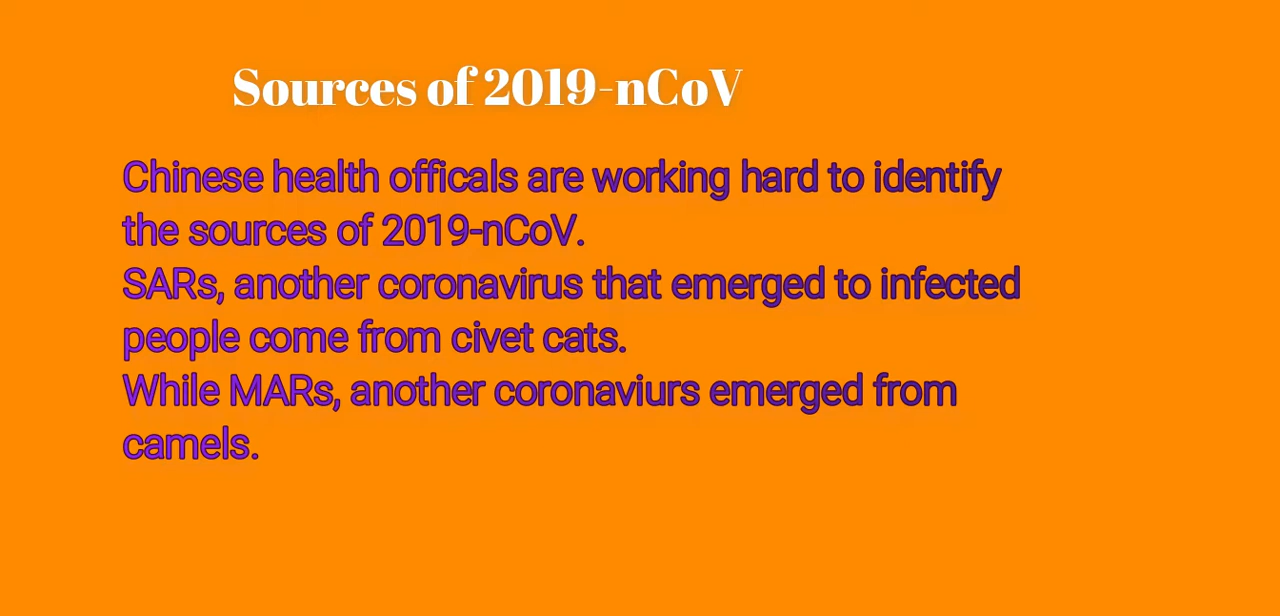 Sources of 2019-nCoV
Chinese health officals are working hard to identify
the sources of 2019-nCoV.
SARs, another coronavirus that emerged to infected
people come from civet cats.
While MARs, another coronaviurs emerged from
camels.